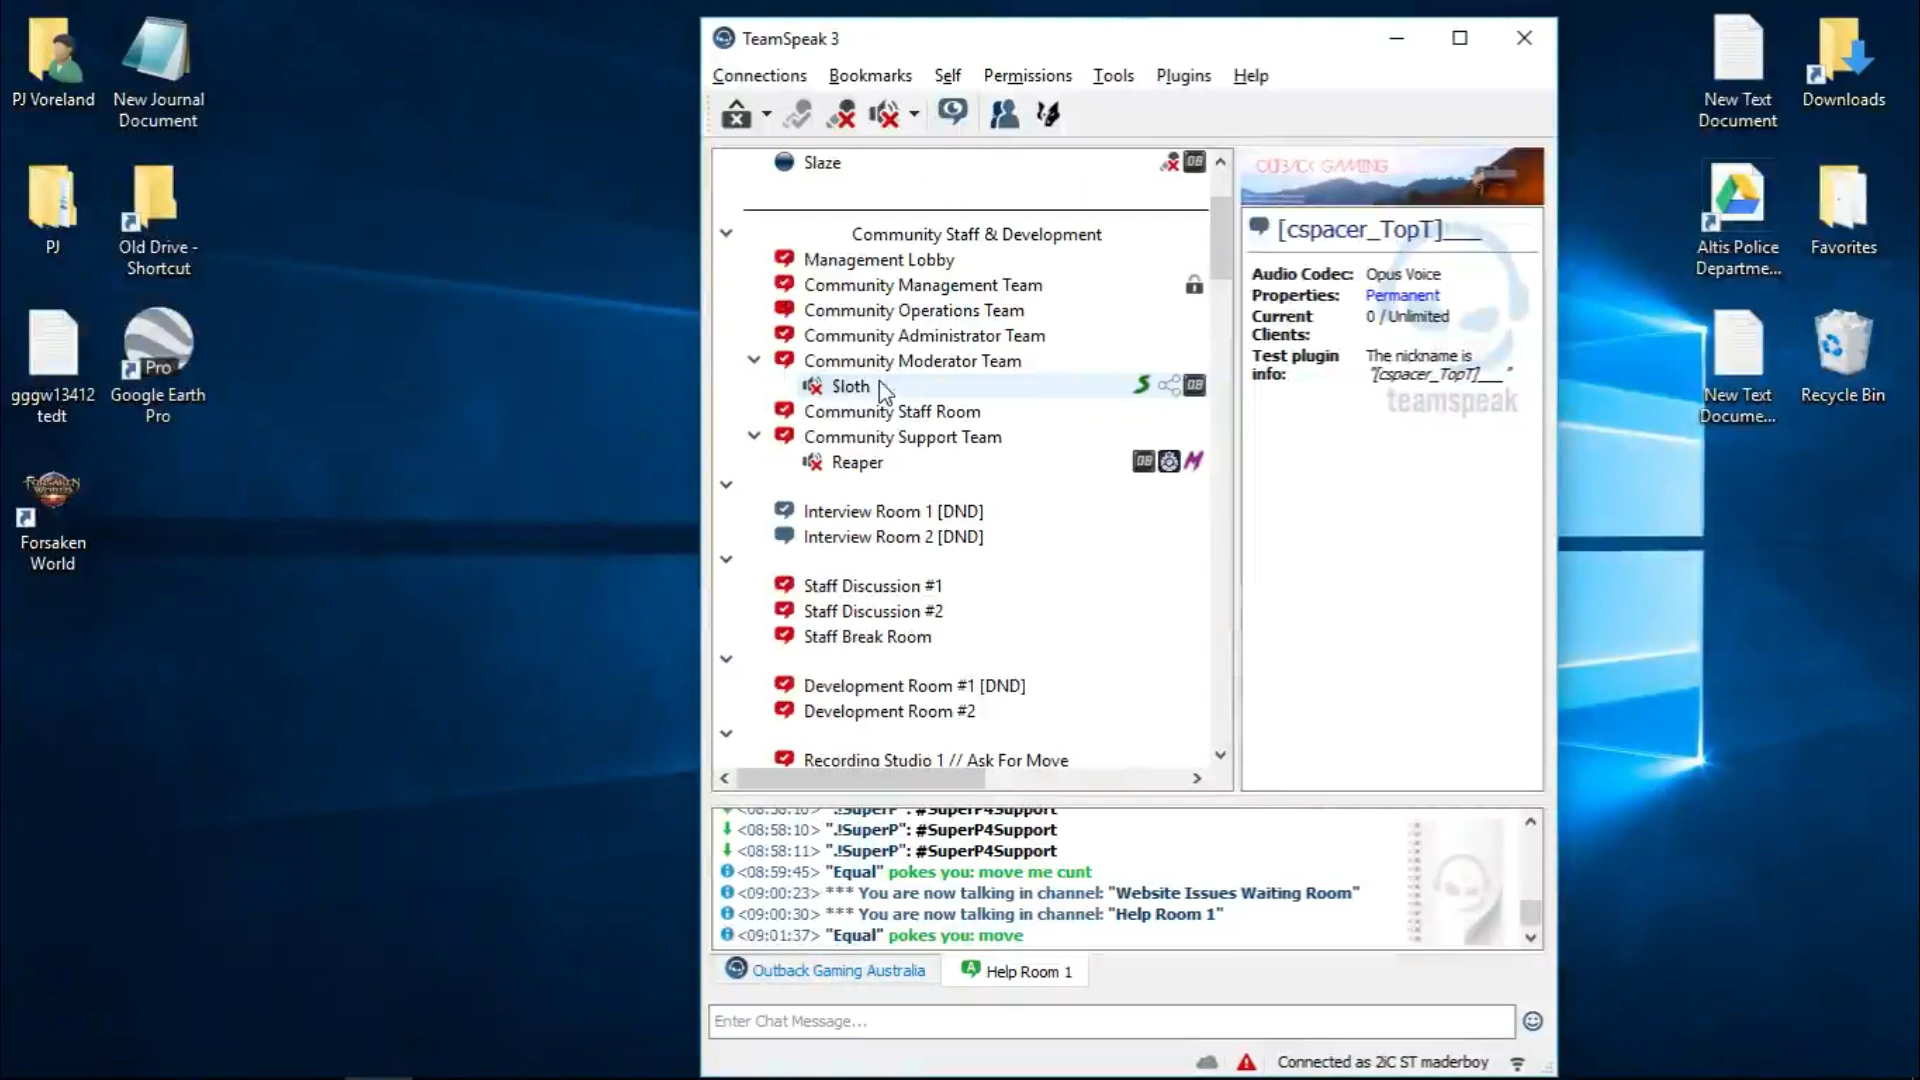 PJ Voreland
New Journal
Document
PJ
Old Drive -
Shortcut
gggw13412
tedt
Pro
Google Earth
Pro
FORSAKEN
WORLD
Forsaken
World
TeamSpeak 3
Connections Bookmarks Self Permissions Tools Plugins Help
Slaze
Community Staff & Development
Management Lobby
Community Management Team
Community Operations Team
Community Administrator Team
Community Moderator Team
Sloth
Community Staff Room
Community Support Team
Reaper
Interview Room 1 [DND]
Interview Room 2 [DND]
Staff Discussion #1
Staff Discussion #2
Staff Break Room
Development Room #1 [DND]
Development Room #2
Recording Studio 1 // Ask For Move
OUTBACK GAMING
[cspacer_TopT]___
Audio Codec: Opus Voice
Properties: Permanent
Current Clients: 0 / Unlimited
Test plugin info: The nickname is
"[cspacer_TopT]___"
teamspeak
<08:58:10> ".!SuperP": #SuperP4Support
<08:58:10> ".!SuperP": #SuperP4Support
<08:58:11> ".!SuperP": #SuperP4Support
<08:59:45> "Equal" pokes you: move me cunt
<09:00:23> *** You are now talking in channel: "Website Issues Waiting Room"
<09:00:30> *** You are now talking in channel: "Help Room 1"
<09:01:37> "Equal" pokes you: move
Outback Gaming Australia
Help Room 1
Enter Chat Message...
Connected as 2iC ST maderboy
New Text
Document
Downloads
Altis Police
Departme...
Favorites
New Text
Docume...
Recycle Bin